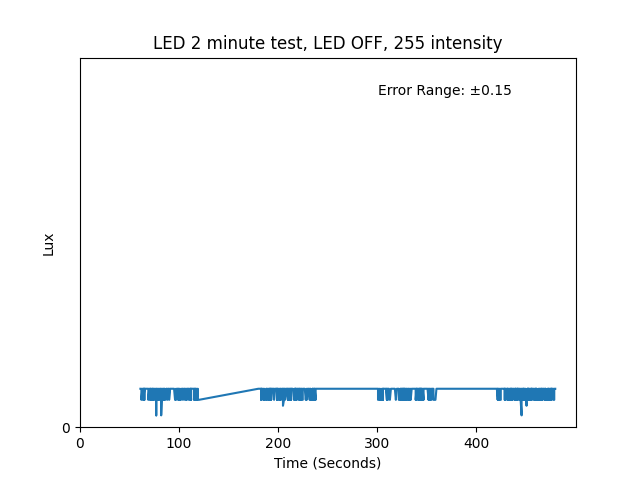 LED 2 minute test, LED OFF, 255 intensity
Error Range: ±0.15
Lux
0
0 100 200 300 400
Time (Seconds)